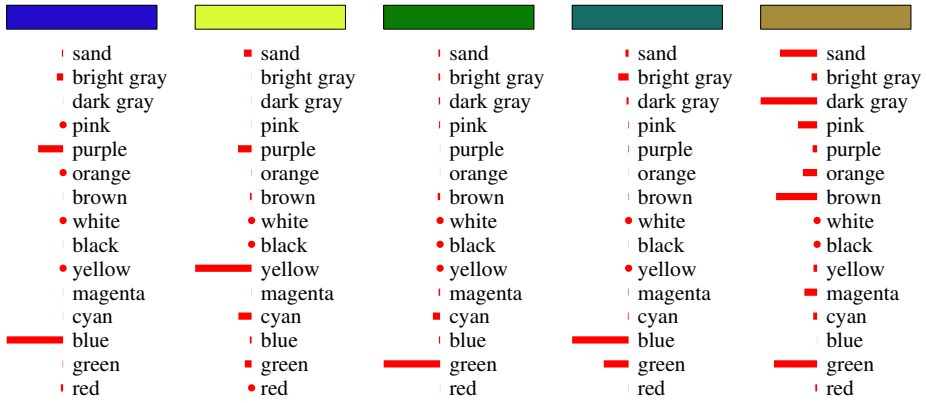 sand sand sand sand sand
bright gray bright gray bright gray bright gray bright gray
dark gray dark gray dark gray dark gray dark gray
pink pink pink pink pink
purple purple purple purple purple
orange orange orange orange orange
brown brown brown brown brown
white white white white white
black black black black black
yellow yellow yellow yellow yellow
magenta magenta magenta magenta magenta
cyan cyan cyan cyan cyan
blue blue blue blue blue
green green green green green
red red red red red